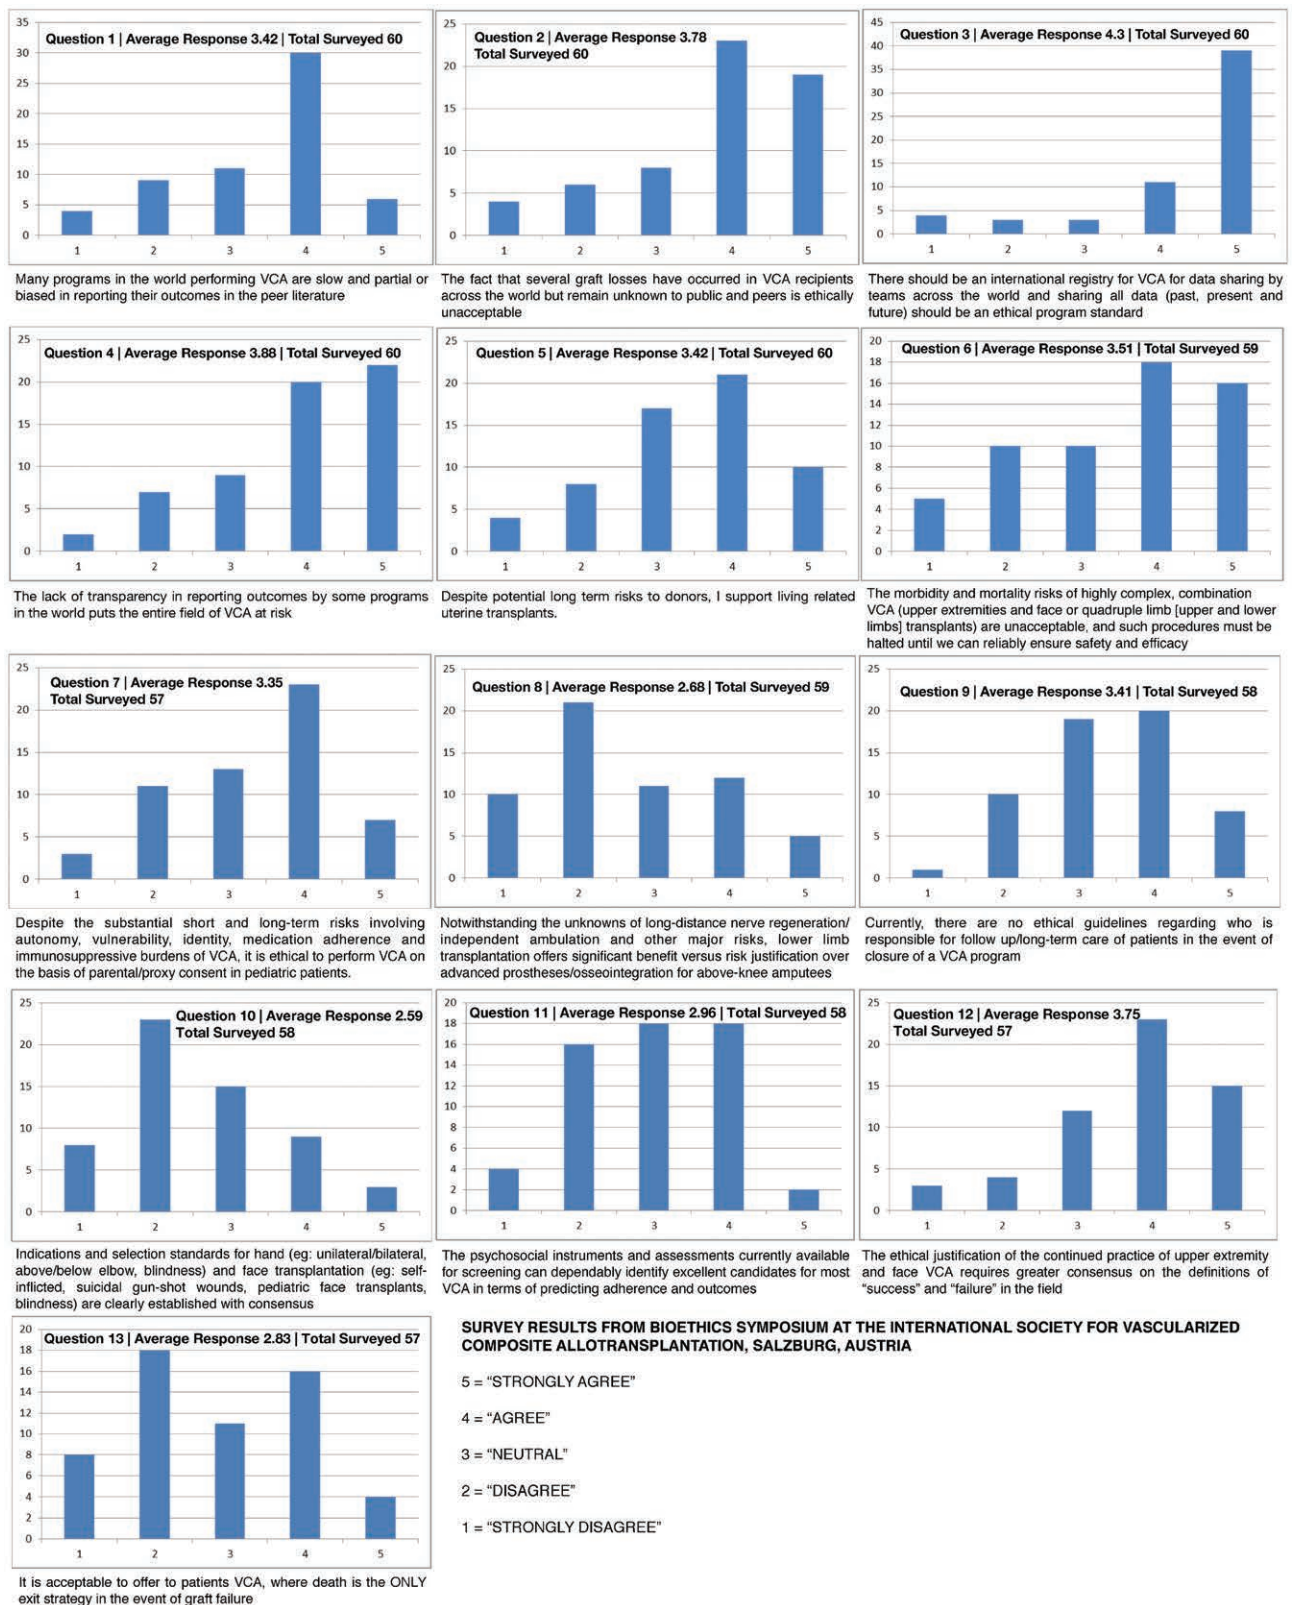 Question 1 | Average Response 3.42 | Total Surveyed 60
35
30
25
20
15
10
5
0
1 2 3 4 5
Many programs in the world performing VCA are slow and partial or
biased in reporting their outcomes in the peer literature
Question 2 | Average Response 3.78
Total Surveyed 60
25
20
15
10
5
0
1 2 3 4 5
The fact that several graft losses have occurred in VCA recipients
across the world but remain unknown to public and peers is ethically
unacceptable
Question 3 | Average Response 4.3 | Total Surveyed 60
45
40
35
30
25
20
15
10
5
0
1 2 3 4 5
There should be an international registry for VCA for data sharing by
teams across the world and sharing all data (past, present and
future) should be an ethical program standard
Question 4 | Average Response 3.88 | Total Surveyed 60
25
20
15
10
5
0
1 2 3 4 5
The lack of transparency in reporting outcomes by some programs
in the world puts the entire field of VCA at risk
Question 5 | Average Response 3.42 | Total Surveyed 60
25
20
15
10
5
0
1 2 3 4 5
Despite potential long term risks to donors, I support living related
uterine transplants.
Question 6 | Average Response 3.51 | Total Surveyed 59
20
18
16
14
12
10
8
6
4
2
0
1 2 3 4 5
The morbidity and mortality risks of highly complex, combination
VCA (upper extremities and face or quadruple limb [upper and lower
limbs] transplants) are unacceptable, and such procedures must be
halted until we can reliably ensure safety and efficacy
Question 7 | Average Response 3.35
Total Surveyed 57
25
20
15
10
5
0
1 2 3 4 5
Despite the substantial short and long-term risks involving
autonomy, vulnerability, identity, medication adherence and
immunosuppressive burdens of VCA, it is ethical to perform VCA on
the basis of parental/proxy consent in pediatric patients.
Question 8 | Average Response 2.68 | Total Surveyed 59
25
20
15
10
5
0
1 2 3 4 5
Notwithstanding the unknowns of long-distance nerve regeneration/
independent ambulation and other major risks, lower limb
transplantation offers significant benefit versus risk justification over
advanced prostheses/osseointegration for above-knee amputees
Question 9 | Average Response 3.41 | Total Surveyed 58
25
20
15
10
5
0
1 2 3 4 5
Currently, there are no ethical guidelines regarding who is
responsible for follow up/long-term care of patients in the event of
closure of a VCA program
Question 10 | Average Response 2.59
Total Surveyed 58
25
20
15
10
5
0
1 2 3 4 5
Indications and selection standards for hand (eg: unilateral/bilateral,
above/below elbow, blindness) and face transplantation (eg: self-
inflicted, suicidal gun-shot wounds, pediatric face transplants,
blindness) are clearly established with consensus
Question 11 | Average Response 2.96 | Total Surveyed 58
20
18
16
14
12
10
8
6
4
2
0
1 2 3 4 5
The psychosocial instruments and assessments currently available
for screening can dependably identify excellent candidates for most
VCA in terms of predicting adherence and outcomes
Question 12 | Average Response 3.75
Total Surveyed 57
25
20
15
10
5
0
1 2 3 4 5
The ethical justification of the continued practice of upper extremity
and face VCA requires greater consensus on the definitions of
“success” and “failure” in the field
Question 13 | Average Response 2.83 | Total Surveyed 57
20
18
16
14
12
10
8
6
4
2
0
1 2 3 4 5
It is acceptable to offer to patients VCA, where death is the ONLY
exit strategy in the event of graft failure
SURVEY RESULTS FROM BIOETHICS SYMPOSIUM AT THE INTERNATIONAL SOCIETY FOR VASCULARIZED
COMPOSITE ALLOTRANSPLANTATION, SALZBURG, AUSTRIA
5 = “STRONGLY AGREE”
4 = “AGREE”
3 = “NEUTRAL”
2 = “DISAGREE”
1 = “STRONGLY DISAGREE”